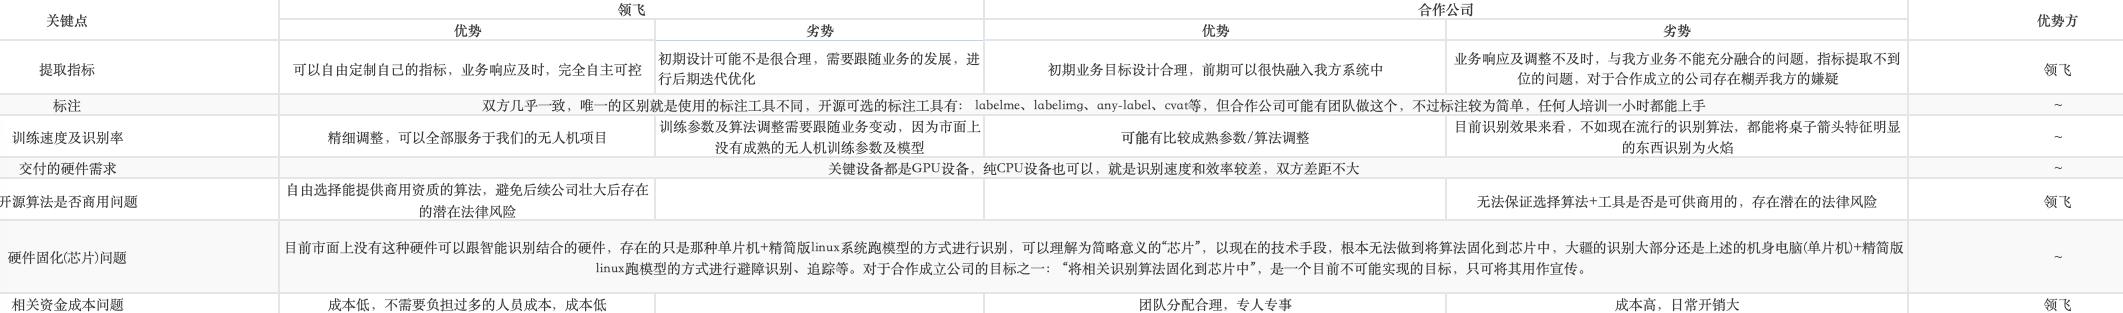 关键点
领飞
合作公司
优势方
优势
劣势
优势
劣势
提取指标
可以自由定制自己的指标，业务响应及时，完全自主可控
初期设计可能不是很合理，需要跟随业务的发展，进
行后期迭代优化
初期业务目标设计合理，前期可以很快融入我方系统中
业务响应及调整不及时，与我方业务不能充分融合的问题，指标提取不到
位的问题，对于合作成立的公司存在糊弄我方的嫌疑
领飞
标注
双方几乎一致，唯一的区别就是使用的标注工具不同，开源可选的标注工具有： labelme、labelimg、any-label、cvat等，但合作公司可能有团队做这个，不过标注较为简单，任何人培训一小时都能上手
~
训练速度及识别率
精细调整，可以全部服务于我们的无人机项目
训练参数及算法调整需要跟随业务变动，因为市面上
没有成熟的无人机训练参数及模型
可能有比较成熟参数/算法调整
目前识别效果来看，不如现在流行的识别算法，都能将桌子箭头特征明显
的东西识别为火焰
~
交付的硬件需求
关键设备都是GPU设备，纯CPU设备也可以，就是识别速度和效率较差，双方差距不大
~
开源算法是否商用问题
自由选择能提供商用资质的算法，避免后续公司壮大后存在
的潜在法律风险
无法保证选择算法+工具是否是可供商用的，存在潜在的法律风险
领飞
硬件固化(芯片)问题
目前市面上没有这种硬件可以跟智能识别结合的硬件，存在的只是那种单片机+精简版linux系统跑模型的方式进行识别，可以理解为简略意义的“芯片”，以现在的技术手段，根本无法做到将算法固化到芯片中，大疆的识别大部分还是上述的机身电脑(单片机)+精简版
linux跑模型的方式进行避障识别、追踪等。对于合作成立公司的目标之一：“将相关识别算法固化到芯片中”，是一个目前不可能实现的目标，只可将其用作宣传。
~
相关资金成本问题
成本低，不需要负担过多的人员成本，成本低
团队分配合理，专人专事
成本高，日常开销大
领飞